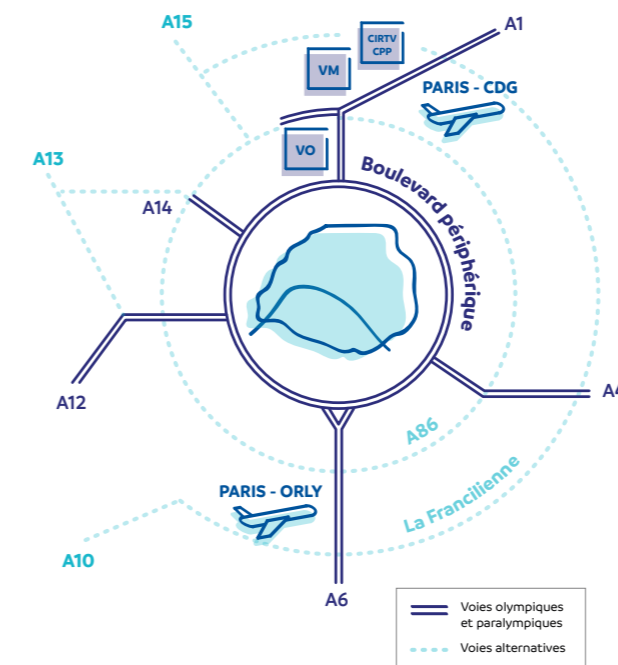 A15
A1
CIRTV
CPP
VM
PARIS - CDG
VO
A13
Boulevard périphérique
A14
A12
A4
A86
La Francilienne
PARIS - ORLY
A10
A6
Voies olympiques
et paralympiques
Voies alternatives